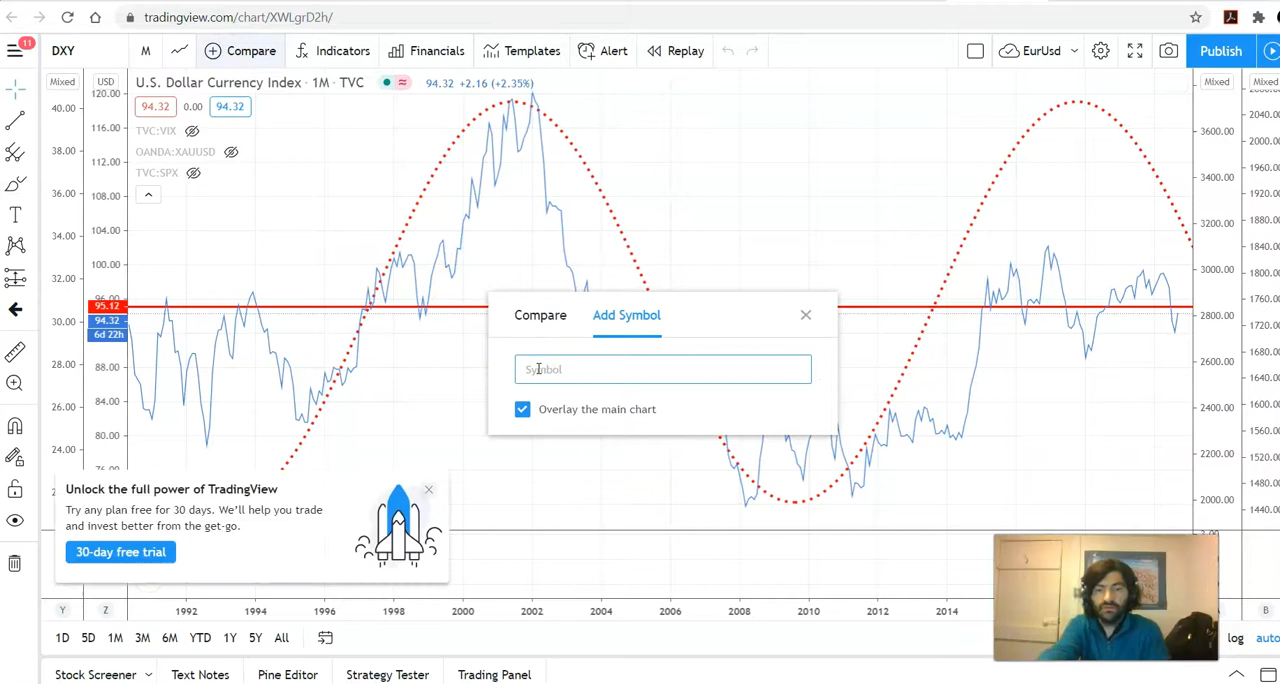 tradingview.com/chart/XWLgrD2h/
11
DXY
M
Compare
Indicators
Financials
Templates
Alert
Replay
EurUsd
Publish
Mixed
USD
U.S. Dollar Currency Index · 1M · TVC
94.32 +2.16 (+2.35%)
Mixed
Mixed
94.32 0.00 94.32
TVC:VIX
OANDA:XAUUSD
TVC:SPX
40.00
38.00
36.00
34.00
32.00
30.00
28.00
26.00
24.00
120.00
116.00
112.00
108.00
104.00
100.00
96.00
95.12
94.32
6d 22h
88.00
84.00
80.00
76.00
3600.00
3400.00
3200.00
3000.00
2800.00
2600.00
2400.00
2200.00
2000.00
2040.00
2000.00
1960.00
1920.00
1880.00
1840.00
1800.00
1760.00
1720.00
1680.00
1640.00
1600.00
1560.00
1520.00
1480.00
1440.00
Compare
Add Symbol
Symbol
Overlay the main chart
Unlock the full power of TradingView
Try any plan free for 30 days. We'll help you trade
and invest better from the get-go.
30-day free trial
Y
Z
1992
1994
1996
1998
2000
2002
2004
2006
2008
2010
2012
2014
B
1D
5D
1M
3M
6M
YTD
1Y
5Y
All
log
auto
Stock Screener
Text Notes
Pine Editor
Strategy Tester
Trading Panel